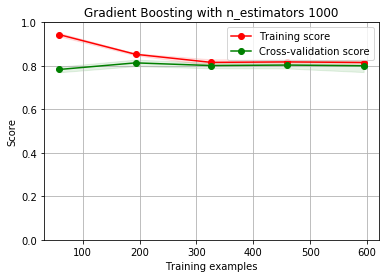 Gradient Boosting with n_estimators 1000
1.0
0.8
0.6
0.4
0.2
0.0
Score
Training score
Cross-validation score
100
200
300
400
500
600
Training examples